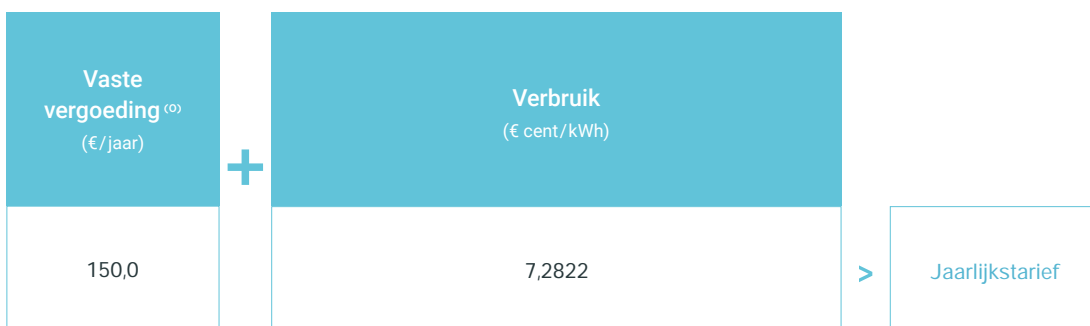 Vaste
vergoeding (O)
(€/jaar)
+
Verbruik
(€ cent/kWh)
150,0
7,2822
>
Jaarlijkstarief